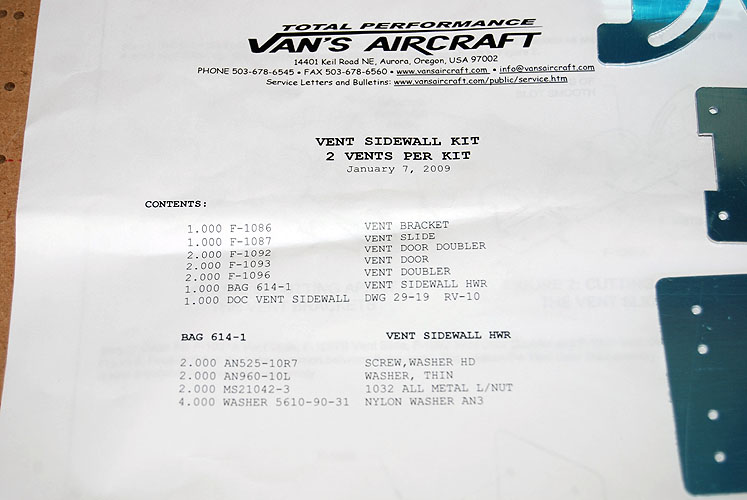 TOTAL PERFORMANCE
VAN'S AIRCRAFT
14401 Keil Road NE, Aurora, Oregon, USA 97002
PHONE 503-678-6545 • FAX 503-678-6560 • www.vansaircraft.com • info@vansaircraft.com
Service Letters and Bulletins: www.vansaircraft.com/public/service.htm
VENT SIDEWALL KIT
2 VENTS PER KIT
January 7, 2009
CONTENTS:
1.000 F-1086 VENT BRACKET
1.000 F-1087 VENT SLIDE
2.000 F-1092 VENT DOOR DOUBLER
2.000 F-1093 VENT DOOR
2.000 F-1096 VENT DOUBLER
1.000 BAG 614-1 VENT SIDEWALL HWR
1.000 DOC VENT SIDEWALL DWG 29-19 RV-10
BAG 614-1 VENT SIDEWALL HWR
2.000 AN525-10R7 SCREW,WASHER HD
2.000 AN960-10L WASHER, THIN
2.000 MS21042-3 1032 ALL METAL L/NUT
4.000 WASHER 5610-90-31 NYLON WASHER AN3